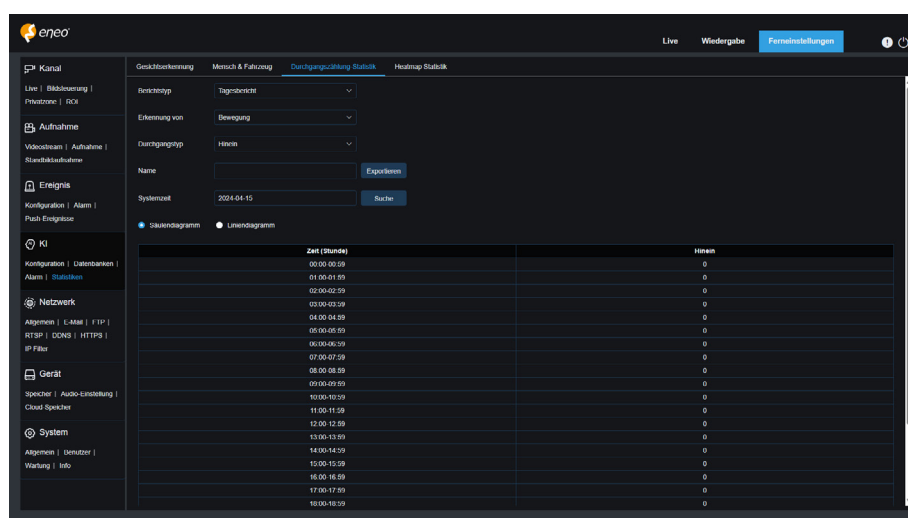 eneo
Live Wiedergabe Ferneinstellungen
Kanal
Live | Bildsteuerung |
Privatzone | ROI
Aufnahme
Videostream | Aufnahme |
Standbildaufnahme
Ereignis
Konfiguration | Alarm |
Push-Ereignisse
KI
Konfiguration | Datenbanken |
Alarm | Statistiken
Netzwerk
Allgemein | E-Mail | FTP |
RTSP | DDNS | HTTPS |
IP Filter
Gerät
Speicher | Audio-Einstellung |
Cloud-Speicher
System
Allgemein | Benutzer |
Wartung | Info
Gesichtserkennung Mensch & Fahrzeug Durchgangszählung-Statistik Heatmap Statistik
Berichtstyp Tagesbericht
Erkennung von Bewegung
Durchgangstyp Hinein
Name Exportieren
Systemzeit 2024-04-15 Suche
Säulendiagramm Liniendiagramm
Zeit (Stunde) Hinein
00:00-00:59 0
01:00-01:59 0
02:00-02:59 0
03:00-03:59 0
04:00-04:59 0
05:00-05:59 0
06:00-06:59 0
07:00-07:59 0
08:00-08:59 0
09:00-09:59 0
10:00-10:59 0
11:00-11:59 0
12:00-12:59 0
13:00-13:59 0
14:00-14:59 0
15:00-15:59 0
16:00-16:59 0
17:00-17:59 0
18:00-18:59 0